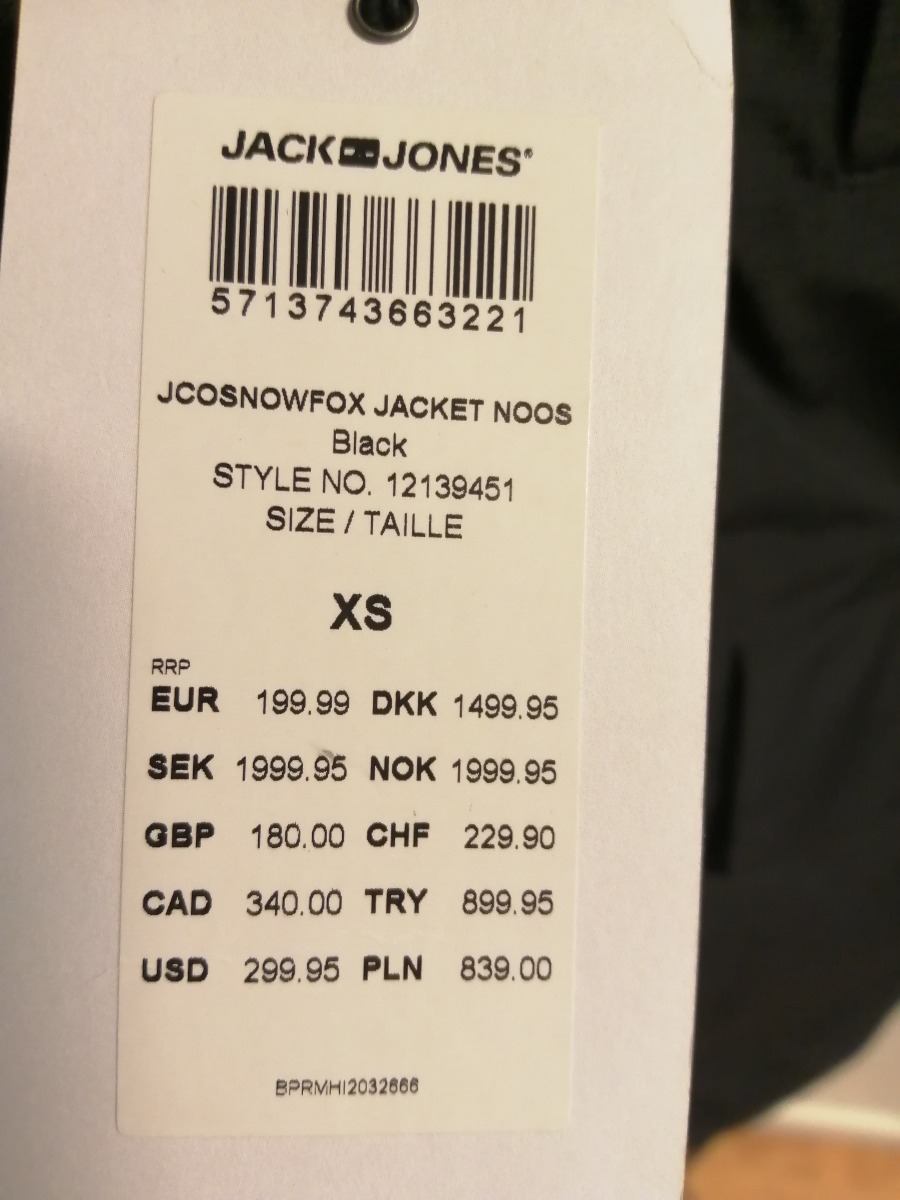 JACK JONES®
5713743663221
JCOSNOWFOX JACKET NOOS
Black
STYLE NO. 12139451
SIZE / TAILLE
XS
RRP
EUR 199.99 DKK 1499.95
SEK 1999.95 NOK 1999.95
GBP 180.00 CHF 229.90
CAD 340.00 TRY 899.95
USD 299.95 PLN 839.00
BPRMHI2032666